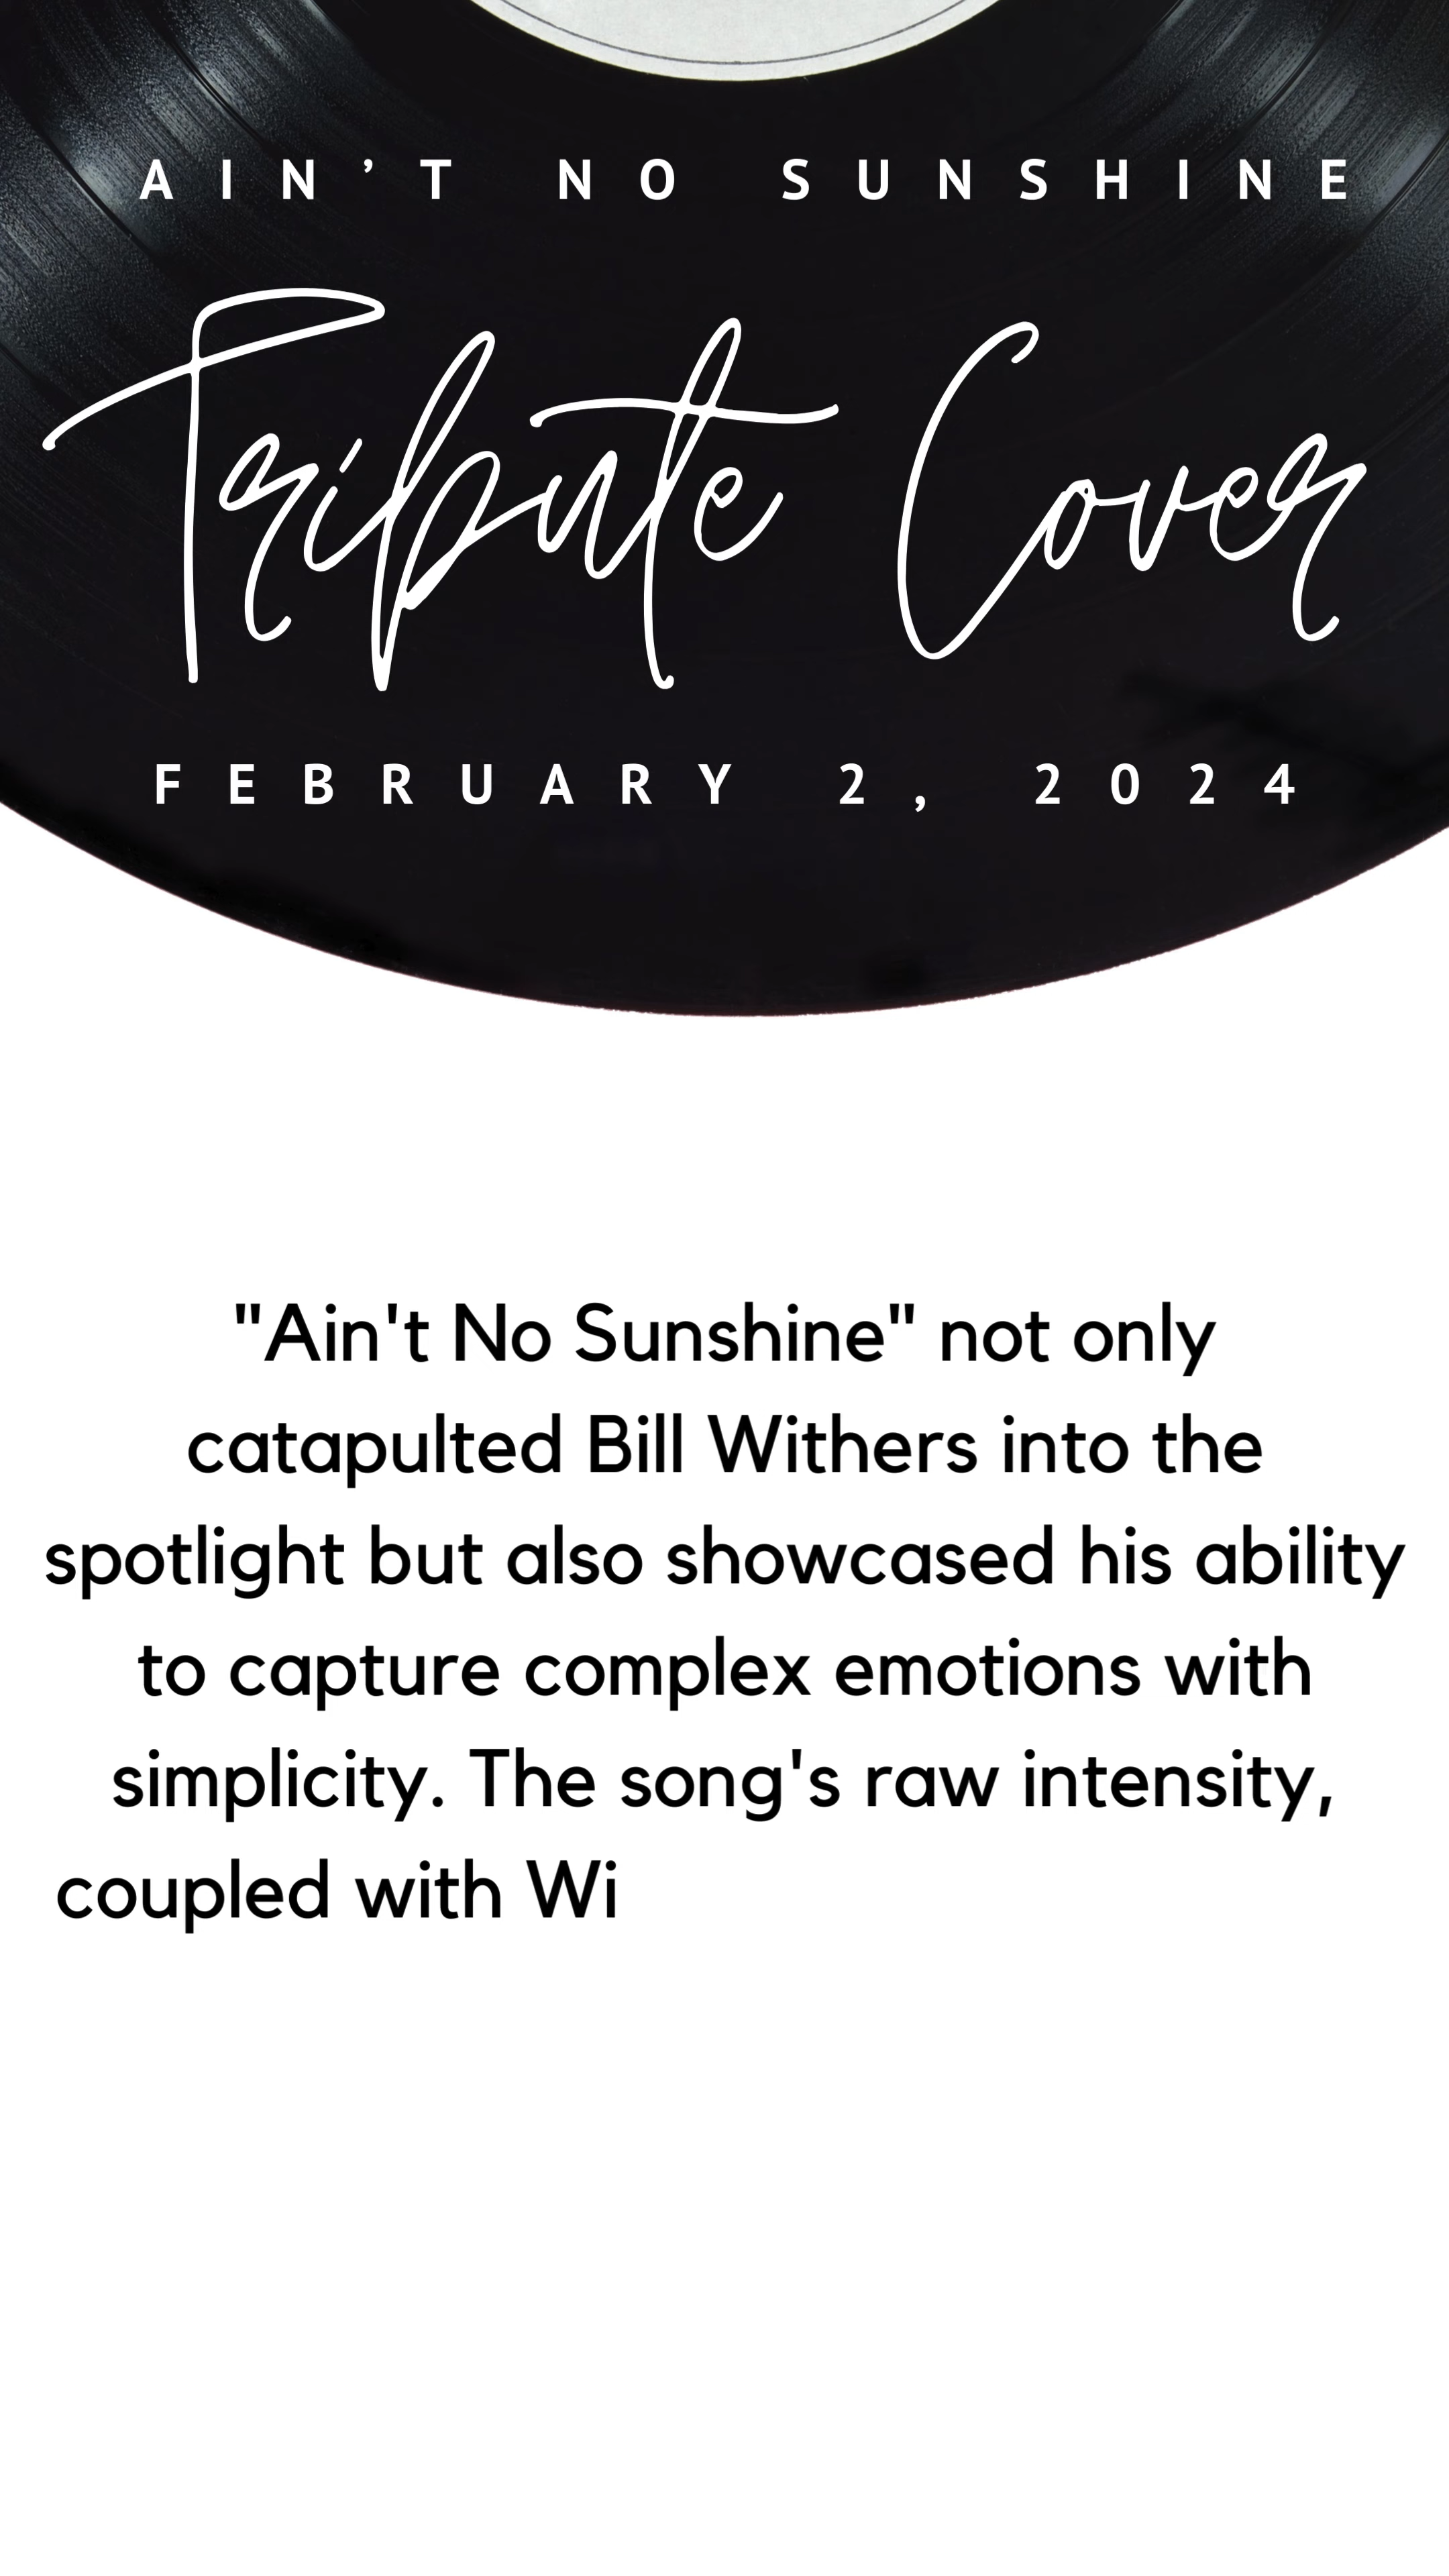 AIN’T NO SUNSHINE
Tribute Cover
FEBRUARY 2, 2024
"Ain't No Sunshine" not only
catapulted Bill Withers into the
spotlight but also showcased his ability
to capture complex emotions with
simplicity. The song's raw intensity,
coupled with Wi